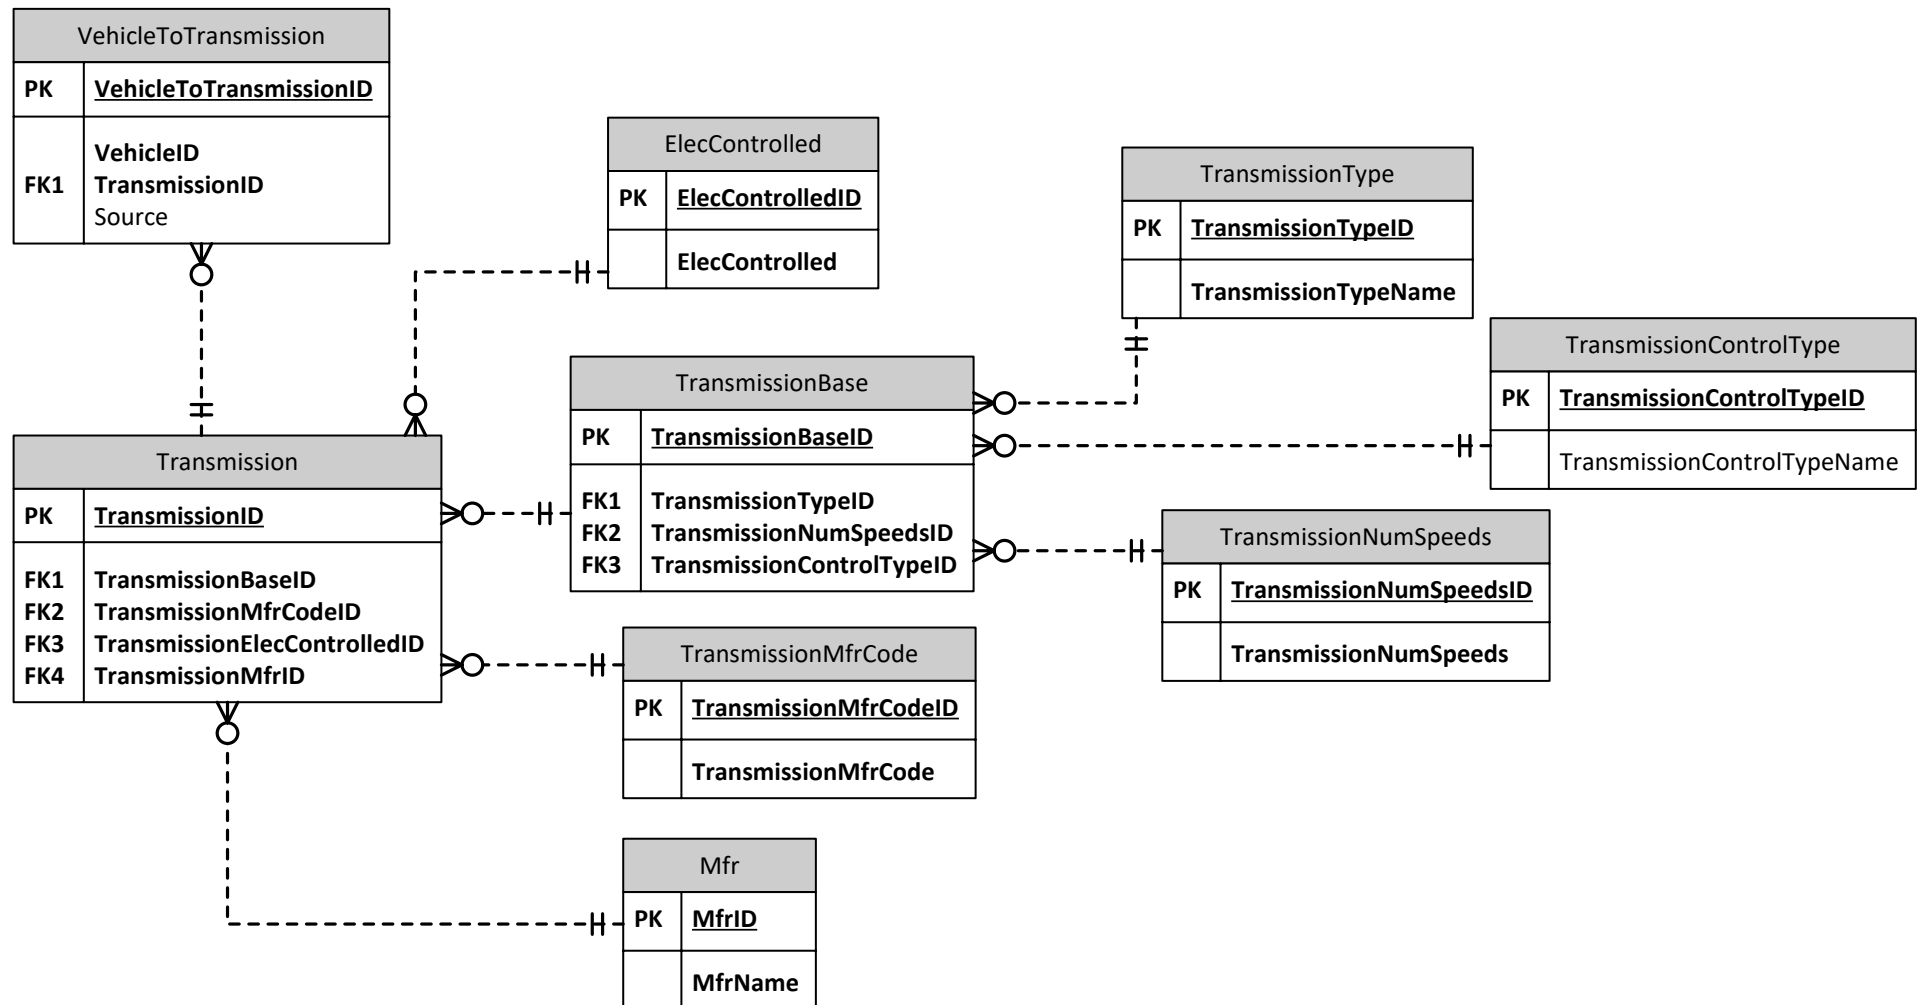 VehicleToTransmission
PK VehicleToTransmissionID
VehicleID
FK1 TransmissionID
Source
ElecControlled
PK ElecControlledID
ElecControlled
TransmissionType
PK TransmissionTypeID
TransmissionTypeName
TransmissionControlType
PK TransmissionControlTypeID
TransmissionControlTypeName
TransmissionBase
PK TransmissionBaseID
FK1 TransmissionTypeID
FK2 TransmissionNumSpeedsID
FK3 TransmissionControlTypeID
Transmission
PK TransmissionID
FK1 TransmissionBaseID
FK2 TransmissionMfrCodeID
FK3 TransmissionElecControlledID
FK4 TransmissionMfrID
TransmissionNumSpeeds
PK TransmissionNumSpeedsID
TransmissionNumSpeeds
TransmissionMfrCode
PK TransmissionMfrCodeID
TransmissionMfrCode
Mfr
PK MfrID
MfrName